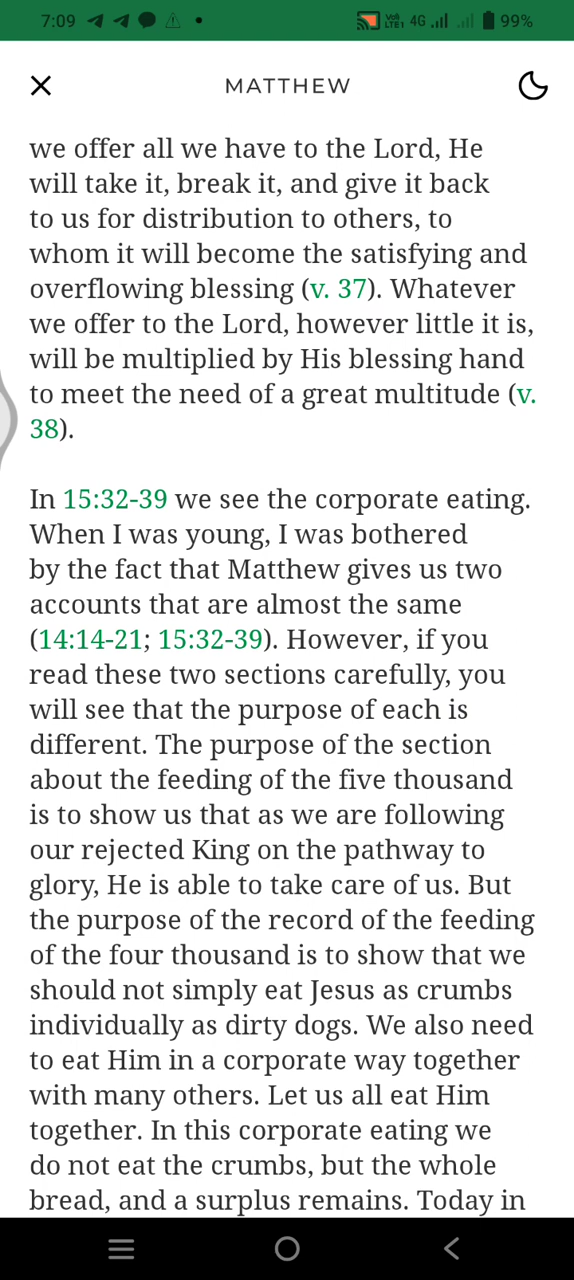 7:09
Vo)) LTE1 4G 99%
MATTHEW
we offer all we have to the Lord, He
will take it, break it, and give it back
to us for distribution to others, to
whom it will become the satisfying and
overflowing blessing (v. 37). Whatever
we offer to the Lord, however little it is,
will be multiplied by His blessing hand
to meet the need of a great multitude (v.
38).
In 15:32-39 we see the corporate eating.
When I was young, I was bothered
by the fact that Matthew gives us two
accounts that are almost the same
(14:14-21; 15:32-39). However, if you
read these two sections carefully, you
will see that the purpose of each is
different. The purpose of the section
about the feeding of the five thousand
is to show us that as we are following
our rejected King on the pathway to
glory, He is able to take care of us. But
the purpose of the record of the feeding
of the four thousand is to show that we
should not simply eat Jesus as crumbs
individually as dirty dogs. We also need
to eat Him in a corporate way together
with many others. Let us all eat Him
together. In this corporate eating we
do not eat the crumbs, but the whole
bread, and a surplus remains. Today in